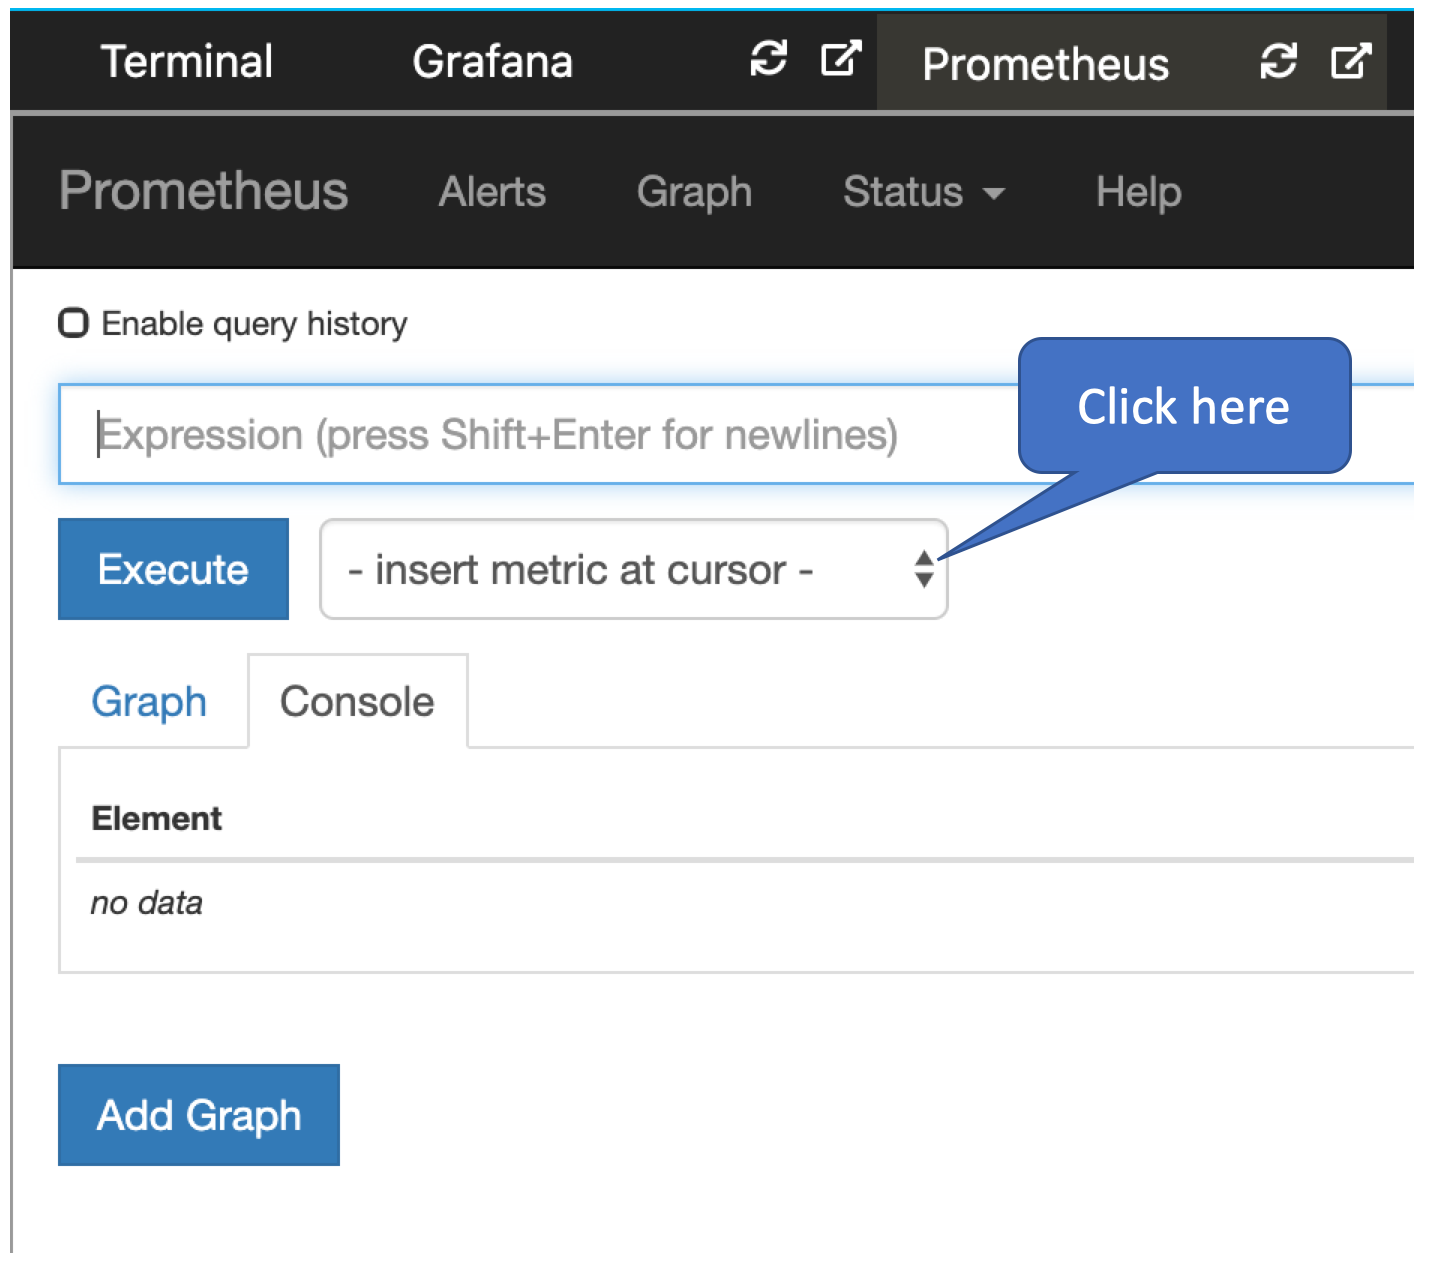 Terminal Grafana Prometheus
Prometheus Alerts Graph Status Help
Enable query history
Expression (press Shift+Enter for newlines)
Click here
Execute - insert metric at cursor -
Graph Console
Element
no data
Add Graph